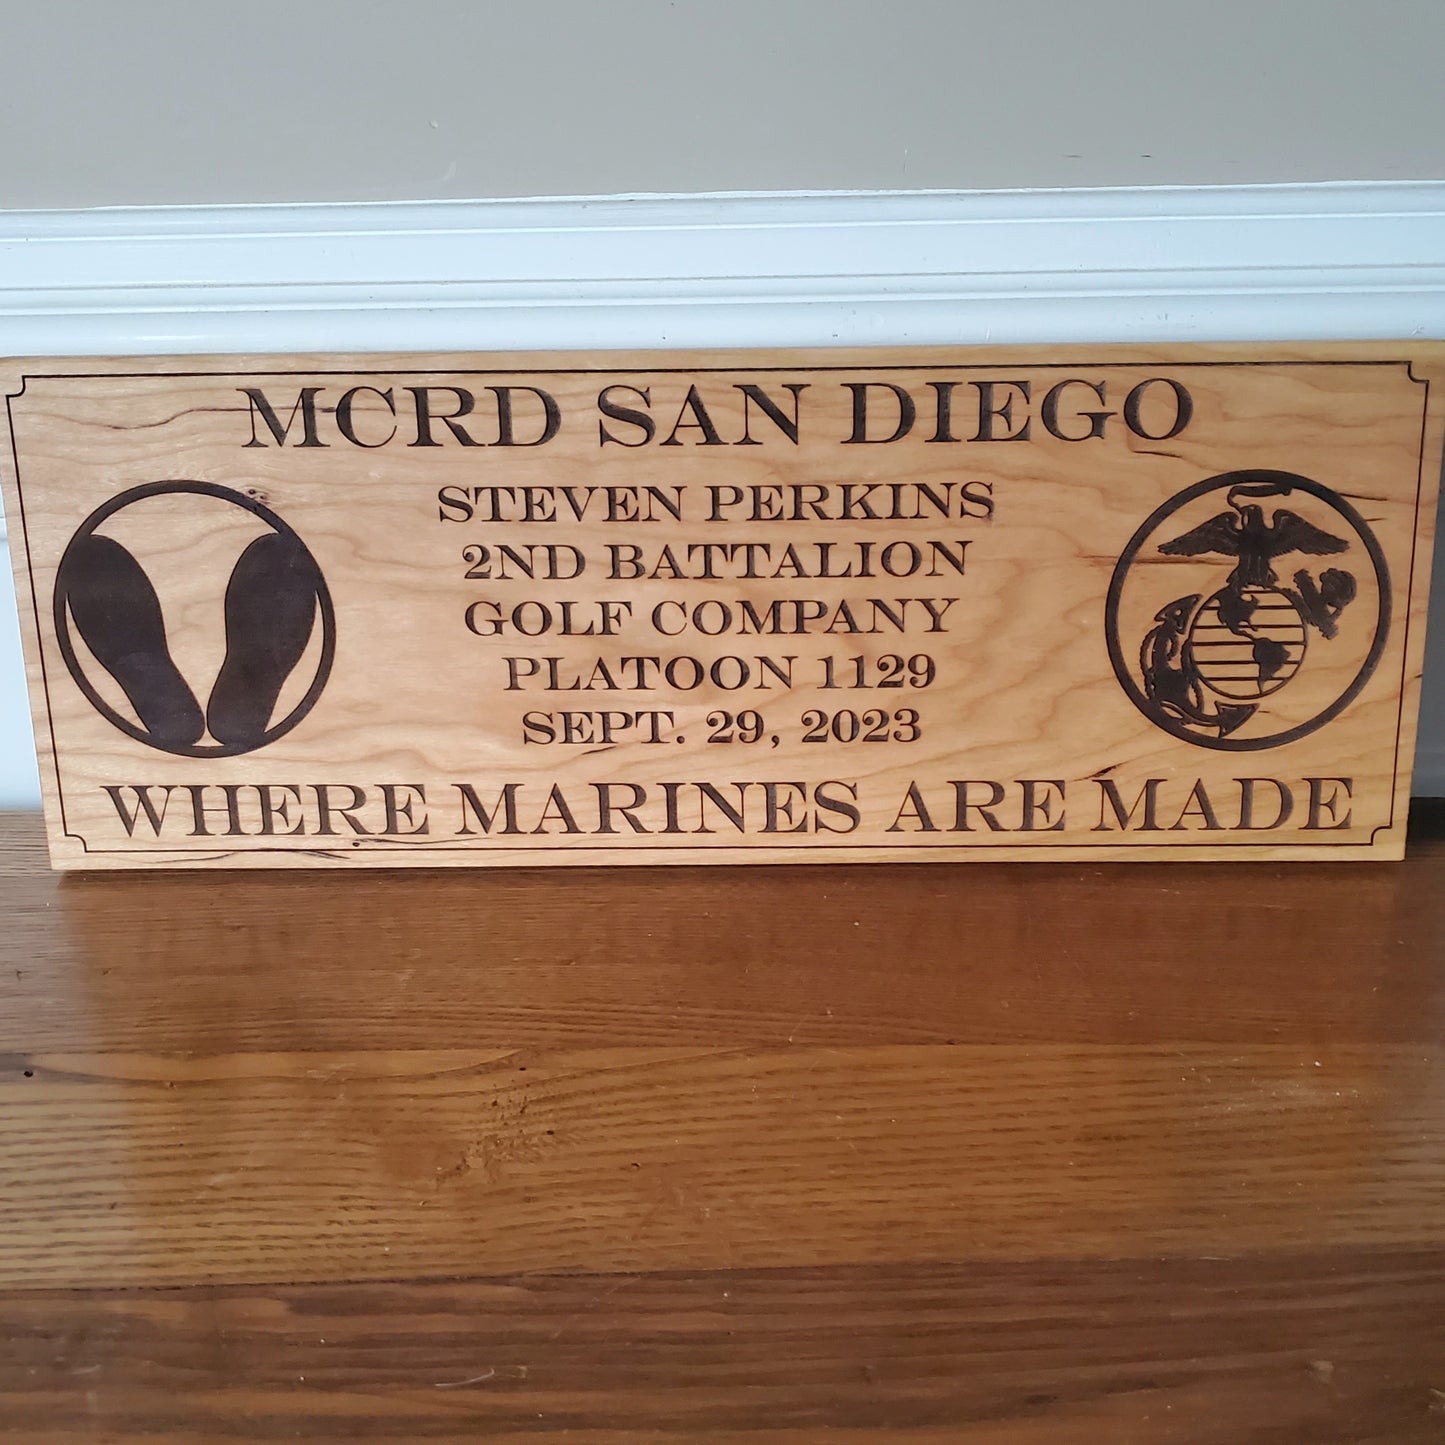 MCRD SAN DIEGO
STEVEN PERKINS
2ND BATTALION
GOLF COMPANY
PLATOON 1129
SEPT. 29, 2023
WHERE MARINES ARE MADE